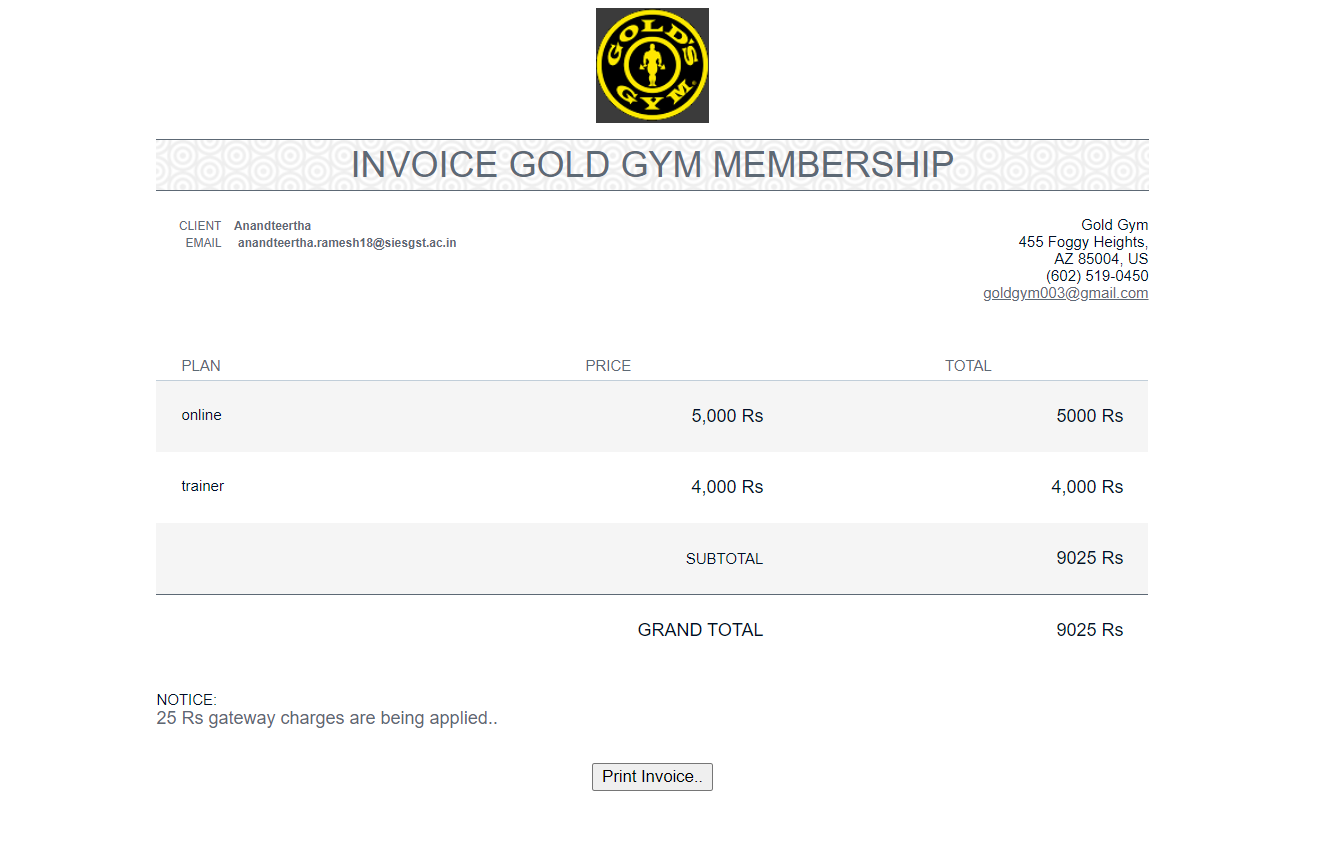 GOLD'S GYM
INVOICE GOLD GYM MEMBERSHIP
CLIENT Anandteertha
EMAIL anandteertha.ramesh18@siesgst.ac.in
Gold Gym
455 Foggy Heights,
AZ 85004, US
(602) 519-0450
goldgym003@gmail.com
PLAN PRICE TOTAL
online 5,000 Rs 5000 Rs
trainer 4,000 Rs 4,000 Rs
SUBTOTAL 9025 Rs
GRAND TOTAL 9025 Rs
NOTICE:
25 Rs gateway charges are being applied..
Print Invoice..